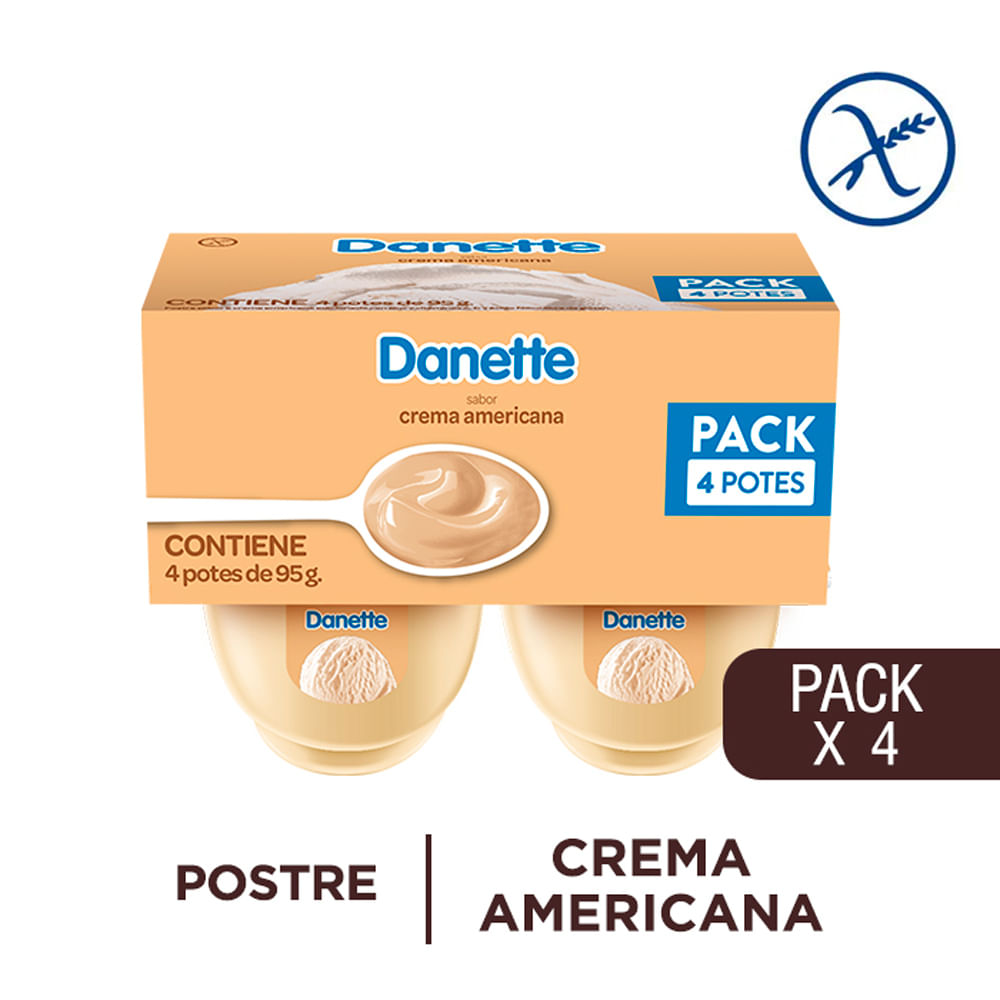 Danette
sabor
crema americana
PACK
4 POTES
CONTIENE 4 potes de 95 g.
Danette
sabor
crema americana
PACK
4 POTES
CONTIENE
4 potes de 95 g.
Danette
Danette
PACK
X 4
POSTRE
CREMA
AMERICANA